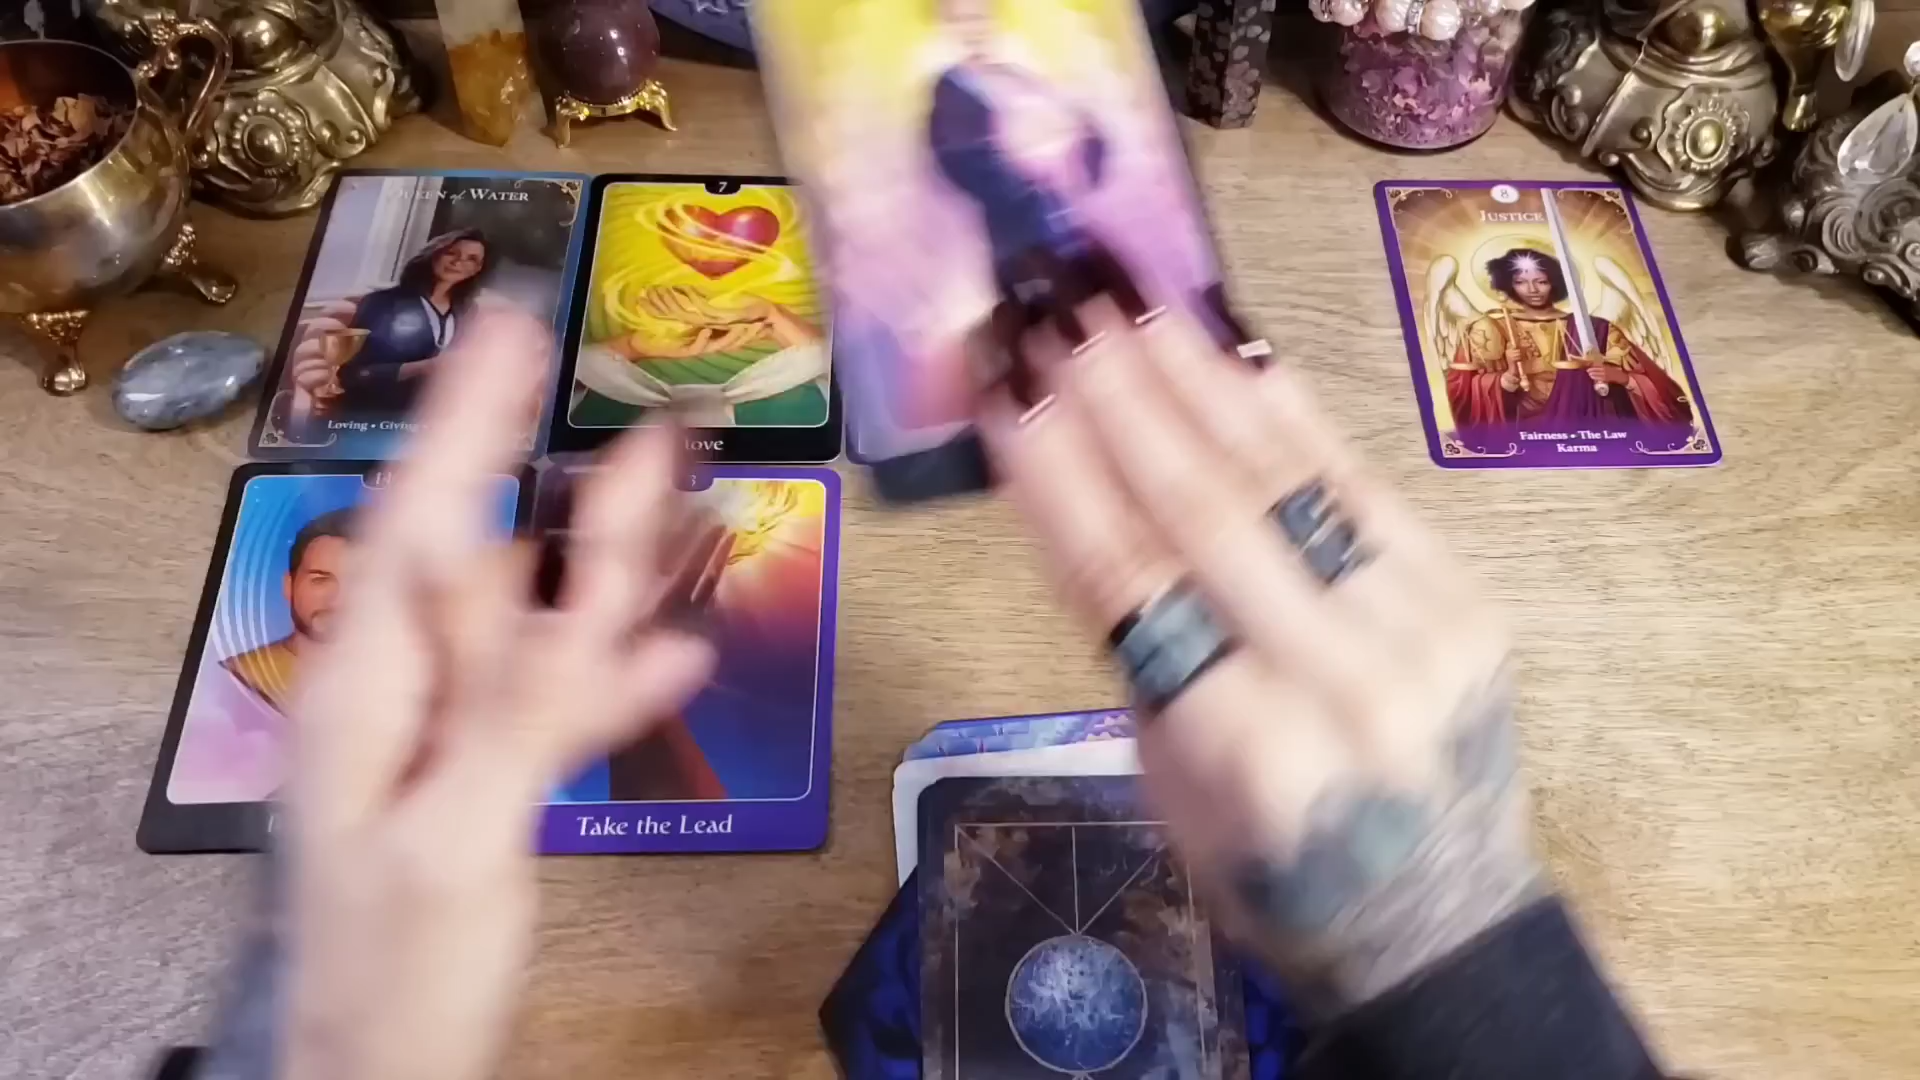 QUEEN of WATER
7
8
JUSTICE
Loving • Giving
Fairness • The Law
Karma
Love
Take the Lead